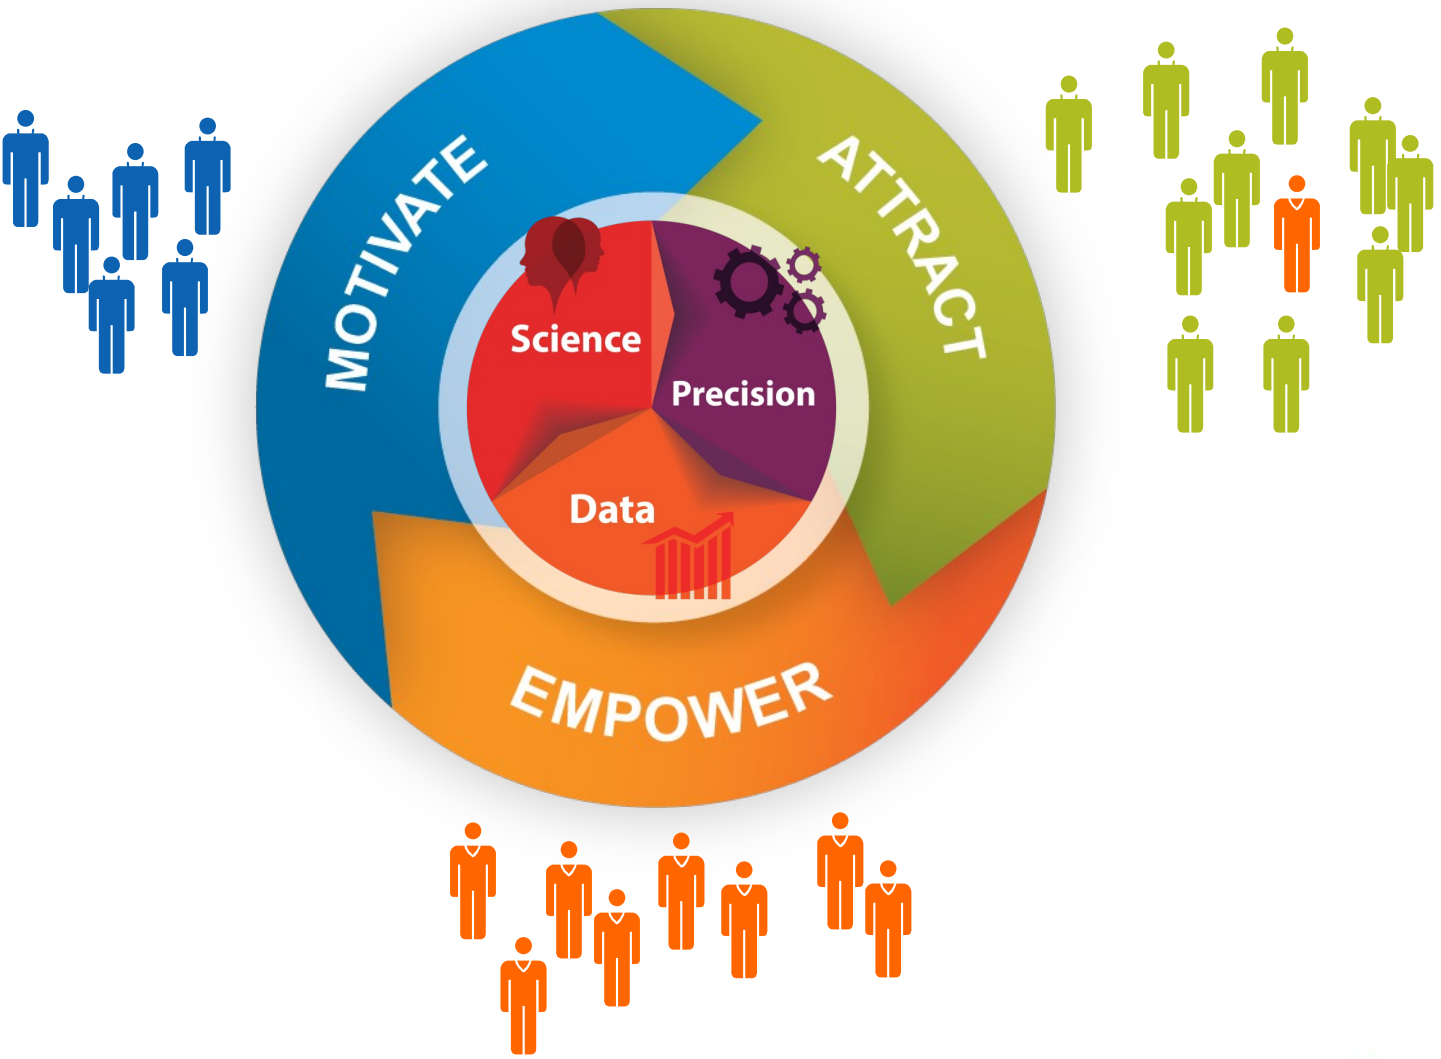 MOTIVATE
ATTRACT
Science
Precision
Data
EMPOWER